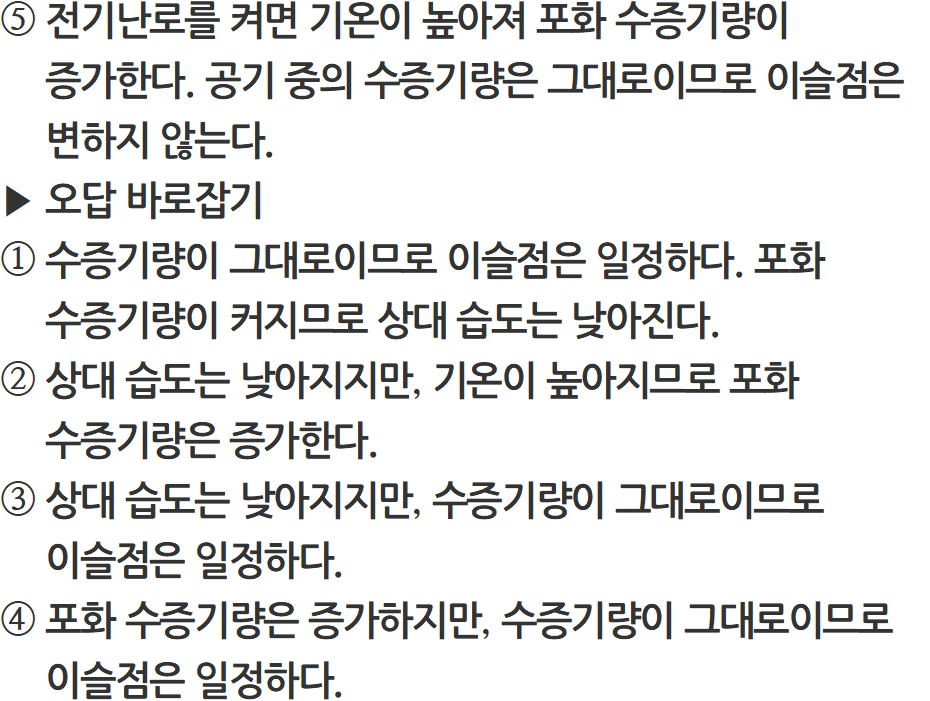 ⑤ 전기난로를 켜면 기온이 높아져 포화 수증기량이
증가한다. 공기 중의 수증기량은 그대로이므로 이슬점은
변하지 않는다.
▶ 오답 바로잡기
① 수증기량이 그대로이므로 이슬점은 일정하다. 포화
수증기량이 커지므로 상대 습도는 낮아진다.
② 상대 습도는 낮아지지만, 기온이 높아지므로 포화
수증기량은 증가한다.
③ 상대 습도는 낮아지지만, 수증기량이 그대로이므로
이슬점은 일정하다.
④ 포화 수증기량은 증가하지만, 수증기량이 그대로이므로
이슬점은 일정하다.